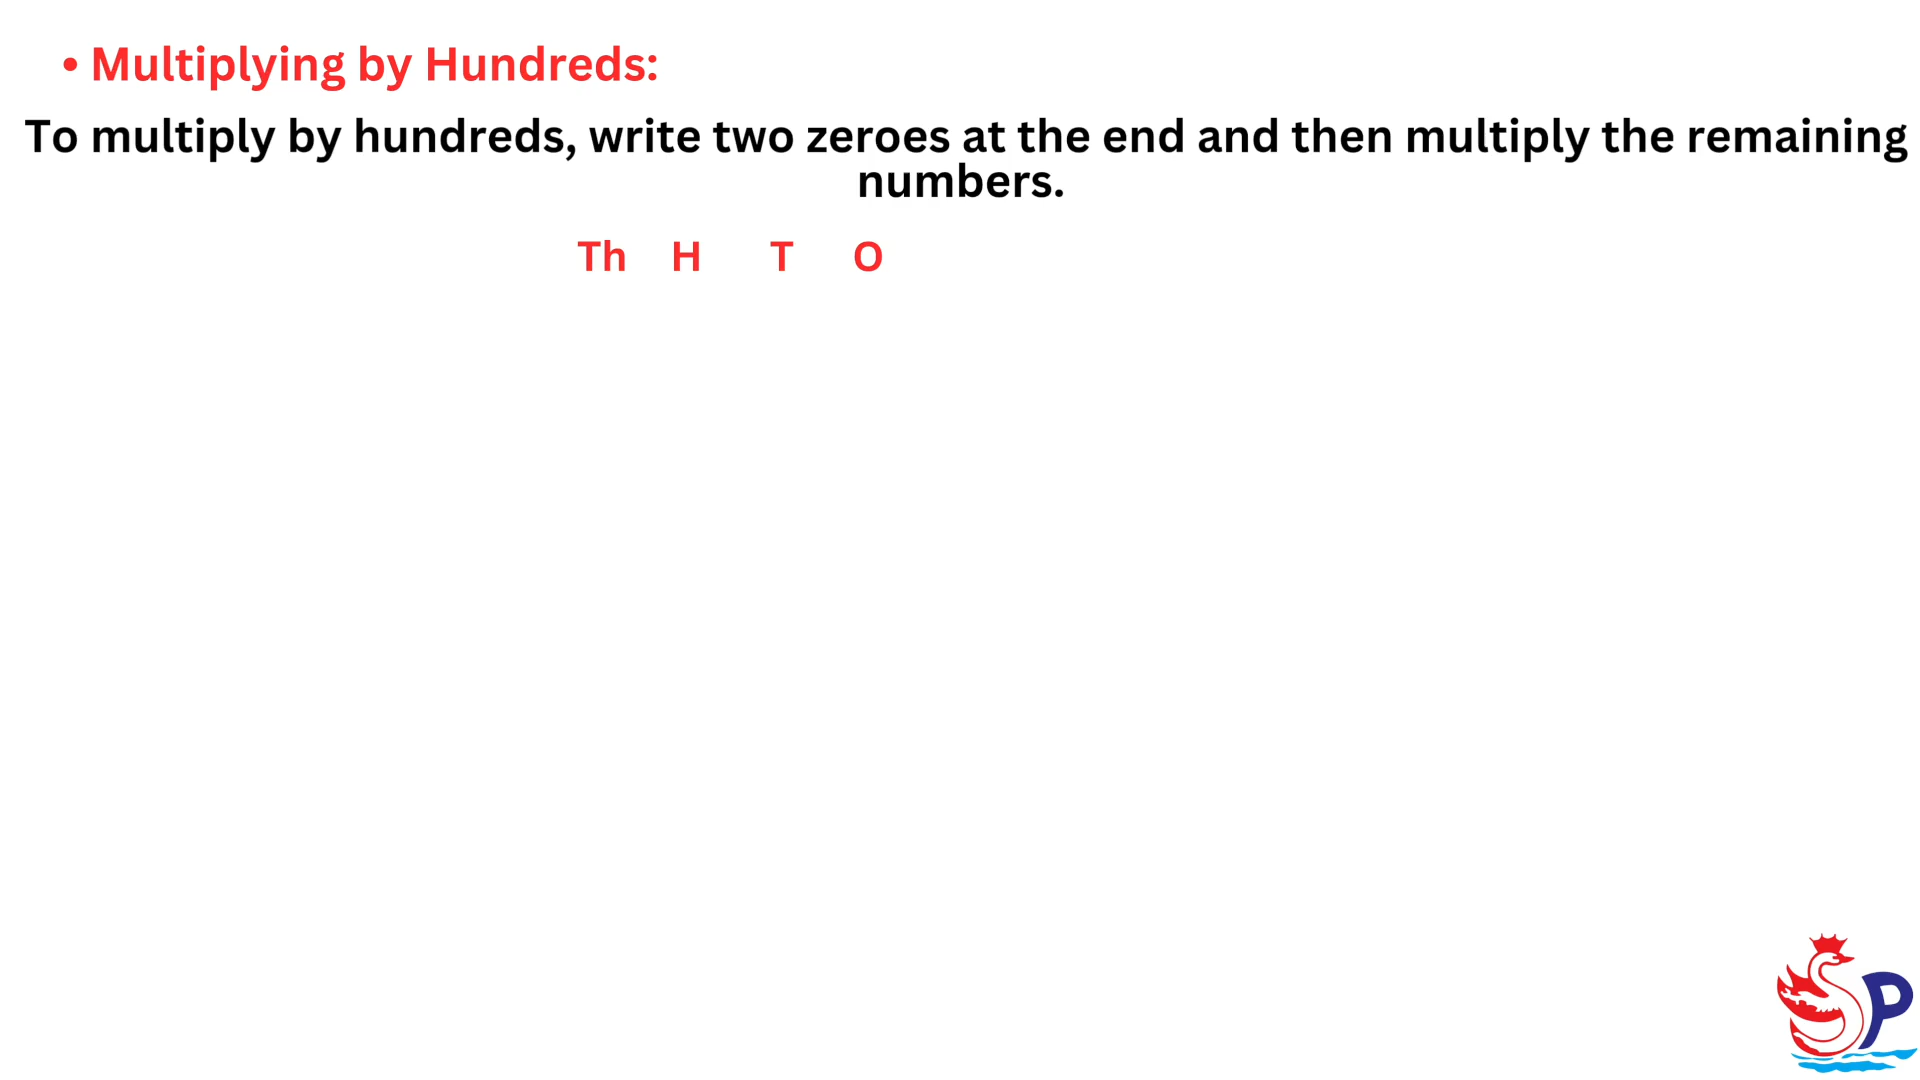 • Multiplying by Hundreds:
To multiply by hundreds, write two zeroes at the end and then multiply the remaining
numbers.
Th H T O
SP